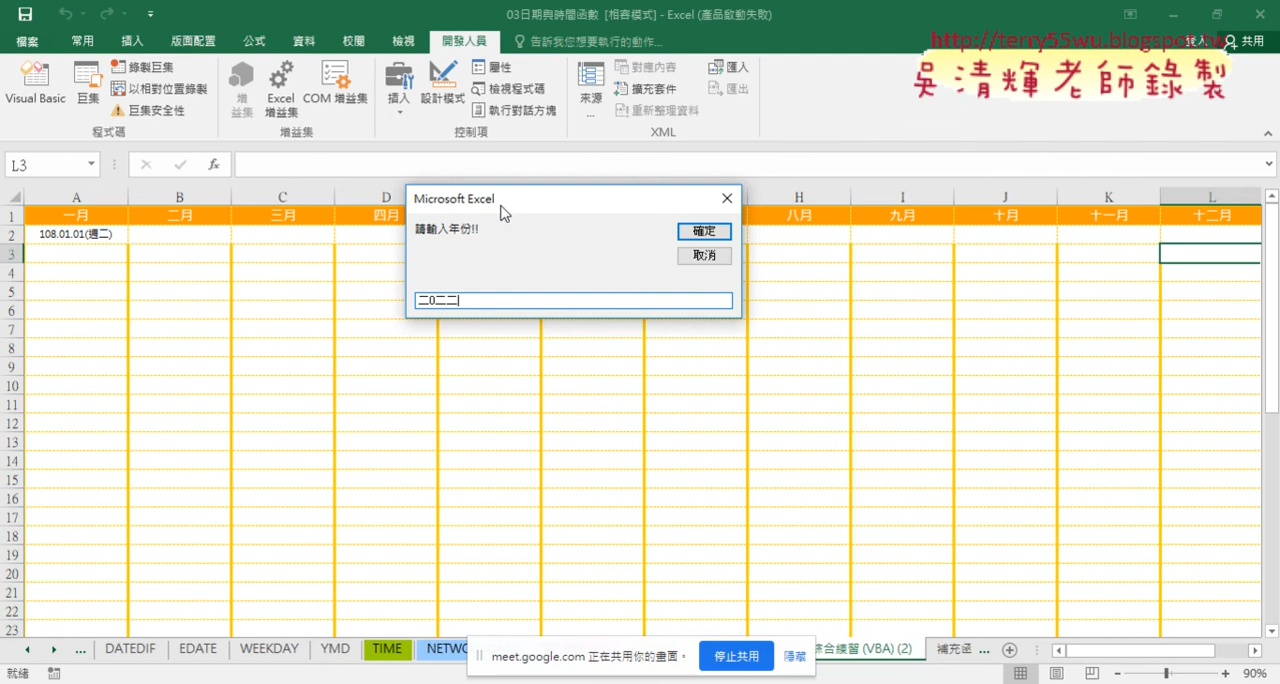 03日期與時間函數 [相容模式] - Excel (產品啟動失敗)
檔案 常用 插入 版面配置 公式 資料 校閱 檢視 開發人員 告訴我您想要執行的動作... 登入 共用
http://terry55wu.blogspot.tw
吳清輝老師錄製
Visual Basic 巨集 錄製巨集 以相對位置錄製 巨集安全性
增益集 Excel 增益集 COM 增益集
插入 設計模式 屬性 檢視程式碼 執行對話方塊
來源... 對應內容 擴充套件 重新整理資料 匯入 匯出
程式碼 增益集 控制項 XML
L3 fx
A B C D H I J K L
1 一月 二月 三月 四月 八月 九月 十月 十一月 十二月
2 108.01.01(週二)
3
4
5
6
7
8
9
10
11
12
13
14
15
16
17
18
19
20
21
22
23
Microsoft Excel
請輸入年份!!
確定
取消
二0二二
... DATEDIF EDATE WEEKDAY YMD TIME NETWO 綜合練習 (VBA) (2) 補充函 ...
meet.google.com 正在共用你的畫面。 停止共用 隱藏
就緒 90%